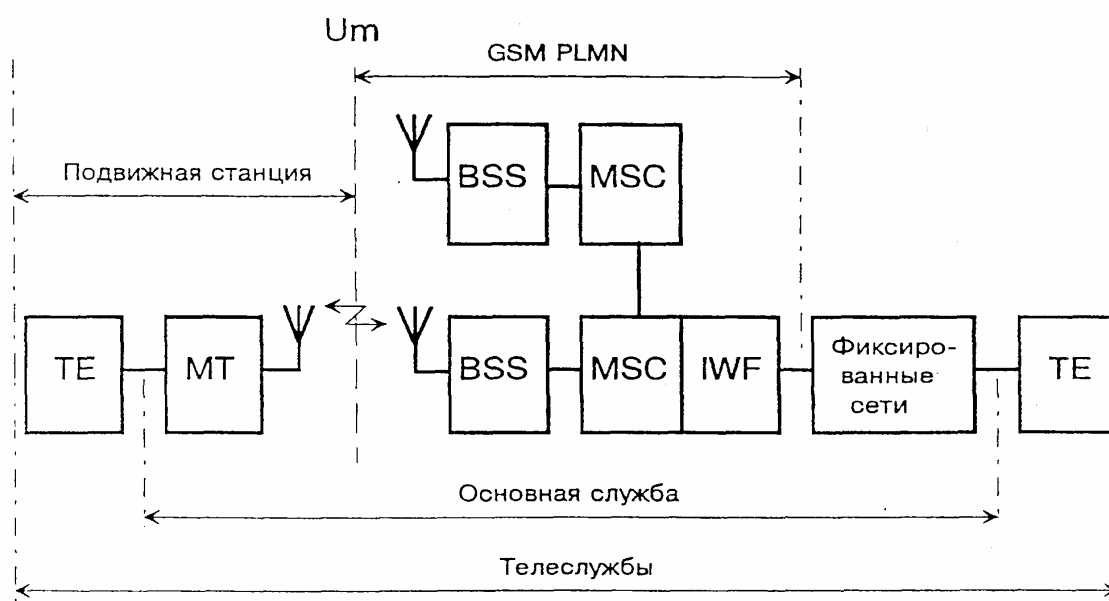 Um
GSM PLMN
Подвижная станция
BSS
MSC
TE
MT
BSS
MSC
IWF
Фиксиро-
ванные
сети
TE
Основная служба
Телеслужбы